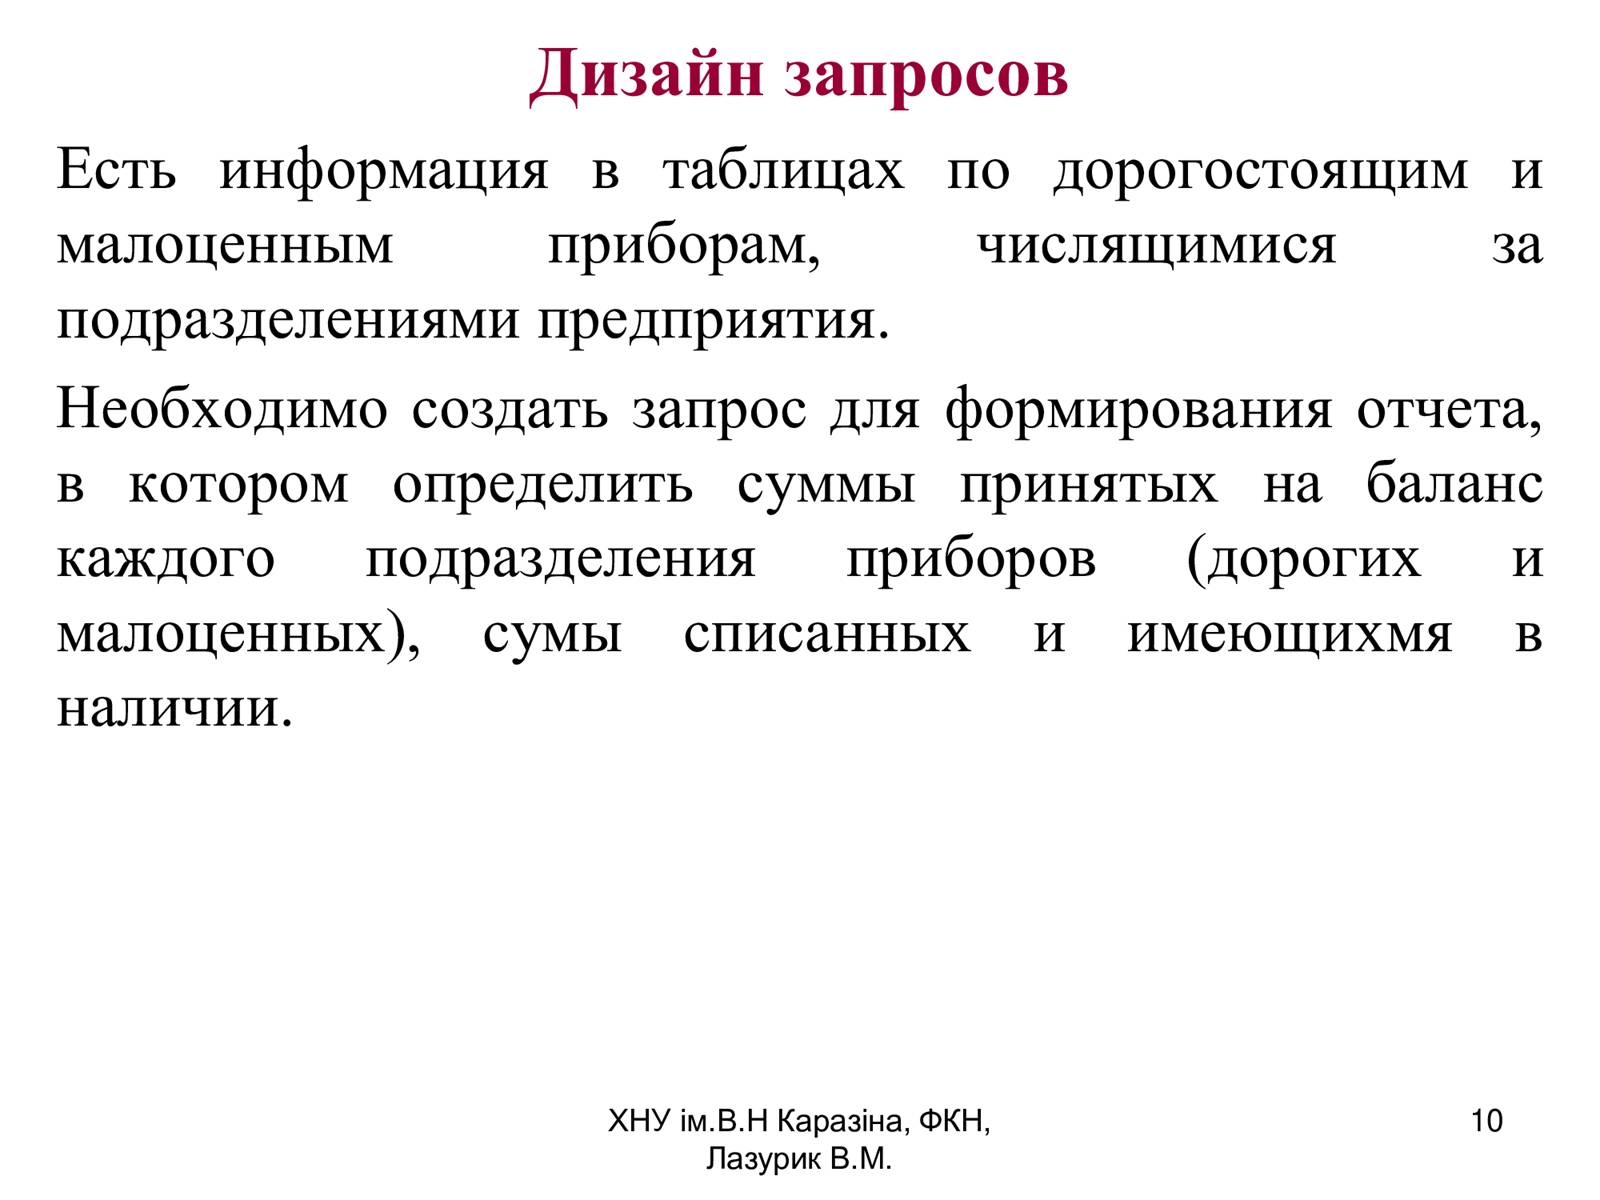 Дизайн запросов
Есть информация в таблицах по дорогостоящим и
малоценным приборам, числящимися за
подразделениями предприятия.
Необходимо создать запрос для формирования отчета,
в котором определить суммы принятых на баланс
каждого подразделения приборов (дорогих и
малоценных), сумы списанных и имеющихмя в
наличии.
ХНУ ім.В.Н Каразіна, ФКН,
Лазурик В.М.
10